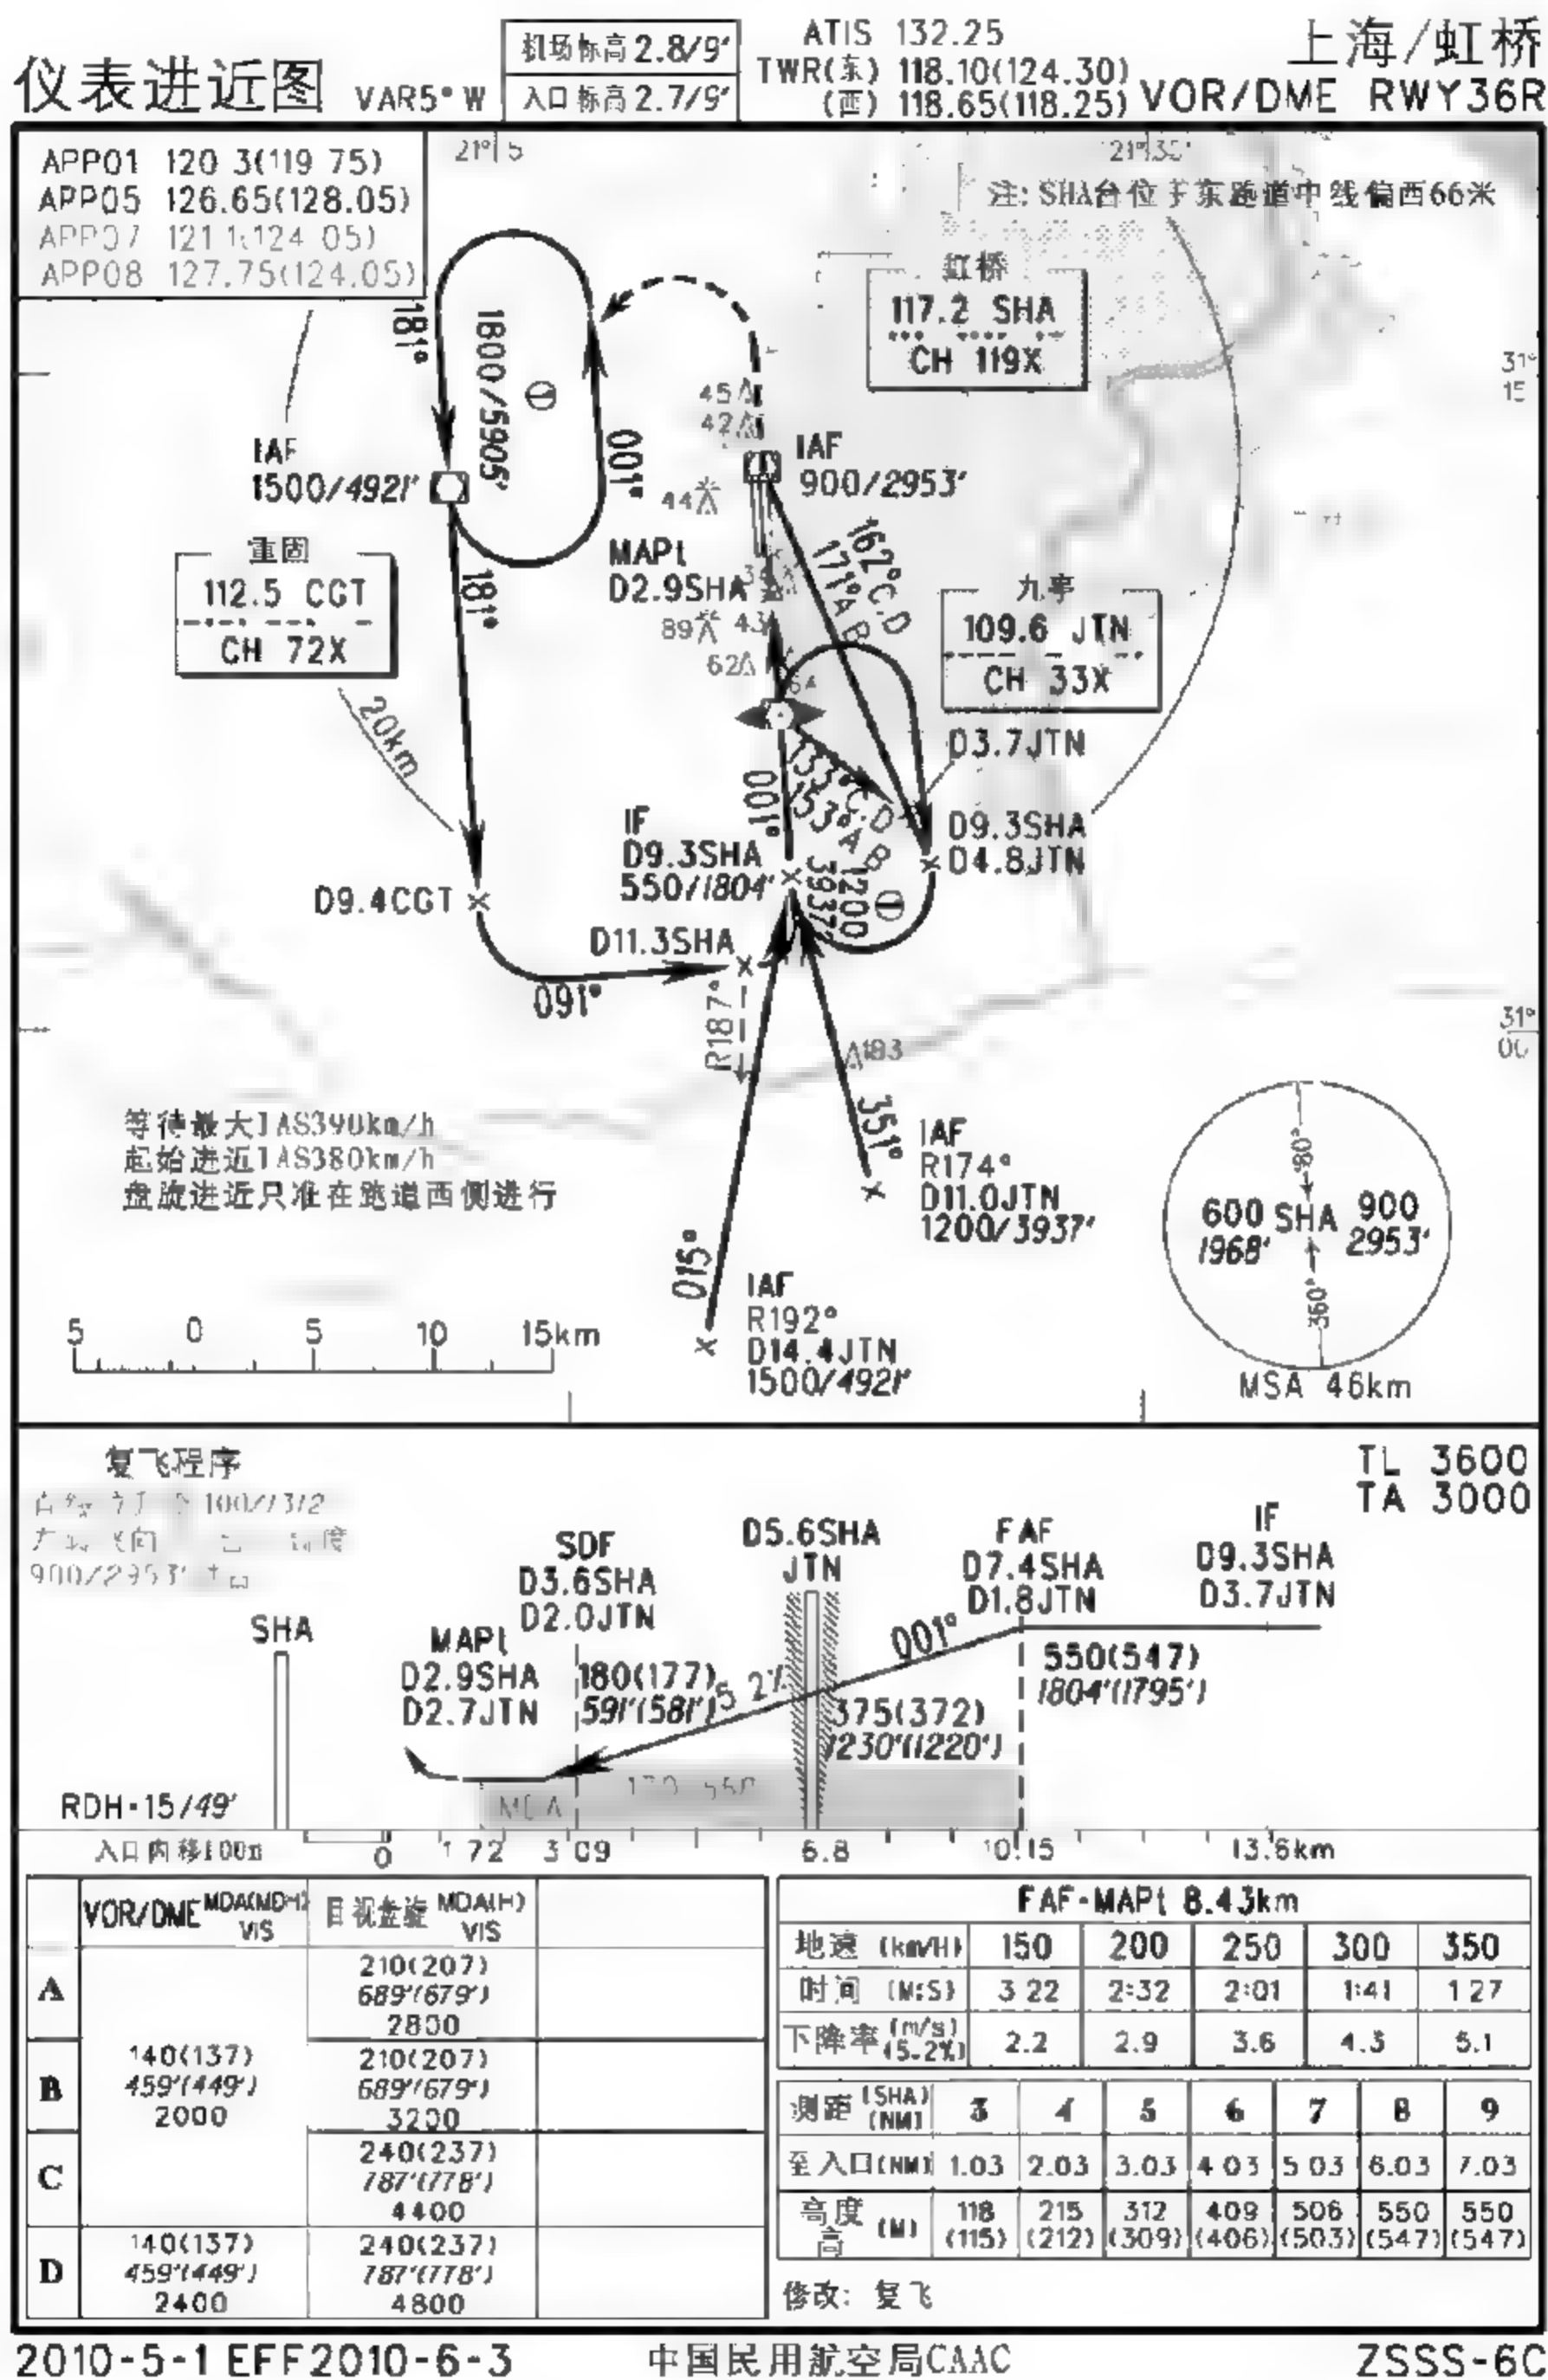 仪表进近图
VAR5°W
机场标高 2.8/9'
入口标高 2.7/9'
ATIS 132.25
TWR(东) 118.10(124.30)
(西) 118.65(118.25)
上海/虹桥
VOR/DME RWY36R
APP01 120 3(119 75)
APP05 126.65(128.05)
APP07 121 1(124 05)
APP08 127.75(124.05)
注: SHA台位于东跑道中线偏西66米
虹桥
117.2 SHA
CH 119X
31°
15'
181°
1800/5905'
①
001°
45
42
IAF
1500/4921'
IAF
900/2953'
44
重固
112.5 CGT
CH 72X
181°
MAPt
D2.9SHA
89
43
62
162°C.D
171°A B
九亭
109.6 JTN
CH 33X
D3.7JTN
20km
001°
133°C.D
153°A B
IF
D9.3SHA
550/1804'
D9.3SHA
D4.8JTN
1200
3937'
①
D9.4CGT
D11.3SHA
091°
R187°
183
31°
00'
351°
等待最大IAS390km/h
起始进近IAS380km/h
盘旋进近只准在跑道西侧进行
IAF
R174°
D11.0JTN
1200/3937'
015°
IAF
R192°
D14.4JTN
1500/4921'
180°
600 SHA 900
1968' 2953'
360°
MSA 46km
5 0 5 10 15km
复飞程序
900/2953'
TL 3600
TA 3000
SHA
MAPt
D2.9SHA
D2.7JTN
SDF
D3.6SHA
D2.0JTN
180(177)
591'(581')
5 2%
D5.6SHA
JTN
375(372)
1230'(1220')
001°
FAF
D7.4SHA
D1.8JTN
550(547)
1804'(1795')
IF
D9.3SHA
D3.7JTN
MDA
RDH-15/49'
入口内移100m
0 1 72 3 09 6.8 10.15 13.6km
VOR/DME MDA(MDH) VIS
目视盘旋 MDA(H) VIS
A
210(207)
689'(679')
2800
B
140(137)
459'(449')
2000
210(207)
689'(679')
3200
C
240(237)
787'(778')
4400
D
140(137)
459'(449')
2400
240(237)
787'(778')
4800
FAF-MAPt 8.43km
地速 (km/H) 150 200 250 300 350
时间 (M:S) 3 22 2:32 2:01 1:41 1 27
下降率 (m/s) (5.2%) 2.2 2.9 3.6 4.3 5.1
测距 (SHA) (NM) 3 4 5 6 7 8 9
至入口(NM) 1.03 2.03 3.03 4 03 5 03 6.03 7.03
高度 118 215 312 409 506 550 550
高 (M) (115) (212) (309) (406) (503) (547) (547)
修改: 复飞
2010-5-1 EFF2010-6-3
中国民用航空局CAAC
ZSSS-6C